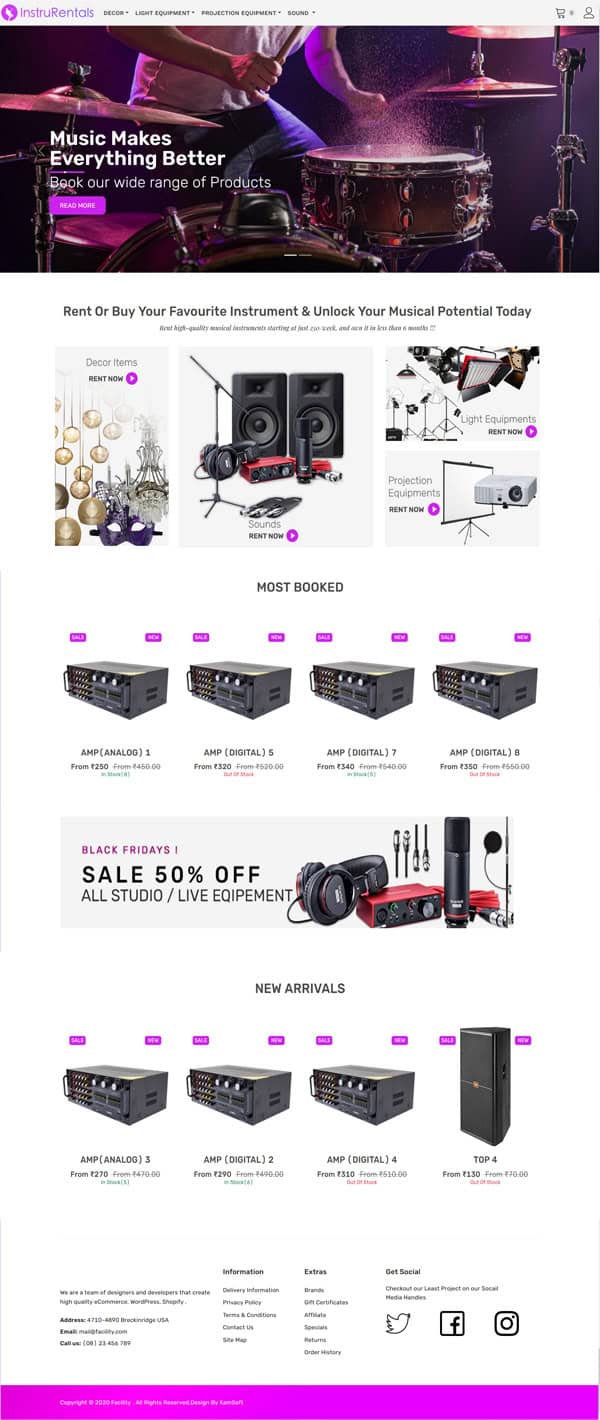 InstruRentals
DECOR
LIGHT EQUIPMENT
PROJECTION EQUIPMENT
SOUND
0
Music Makes
Everything Better
Book our wide range of Products
READ MORE
Rent Or Buy Your Favourite Instrument & Unlock Your Musical Potential Today
Rent high-quality musical instruments starting at just 250/week, and own it in less than 6 months !!!
Decor Items
RENT NOW
Sounds
RENT NOW
Light Equipments
RENT NOW
Projection
Equipments
RENT NOW
MOST BOOKED
SALE NEW
SALE NEW
SALE NEW
SALE NEW
AMP(ANALOG) 1
From ₹250 From ₹450.00
In Stock(8)
AMP (DIGITAL) 5
From ₹320 From ₹520.00
Out Of Stock
AMP (DIGITAL) 7
From ₹340 From ₹540.00
In Stock(5)
AMP (DIGITAL) 8
From ₹350 From ₹550.00
Out Of Stock
BLACK FRIDAYS !
SALE 50% OFF
ALL STUDIO / LIVE EQIPEMENT
NEW ARRIVALS
SALE NEW
SALE NEW
SALE NEW
SALE NEW
AMP(ANALOG) 3
From ₹270 From ₹470.00
In Stock(5)
AMP (DIGITAL) 2
From ₹290 From ₹490.00
In Stock(6)
AMP (DIGITAL) 4
From ₹310 From ₹510.00
Out Of Stock
TOP 4
From ₹130 From ₹70.00
Out Of Stock
We are a team of designers and developers that create
high quality eCommerce, WordPress, Shopify .
Address: 4710-4890 Breckinridge USA
Email: mail@facility.com
Call us: (08) 23 456 789
Information
Delivery Information
Privacy Policy
Terms & Conditions
Contact Us
Site Map
Extras
Brands
Gift Certificates
Affiliate
Specials
Returns
Order History
Get Social
Checkout our Least Project on our Socail
Media Handles
Copyright © 2020 Facility . All Rights Reserved,Design By XamSoft